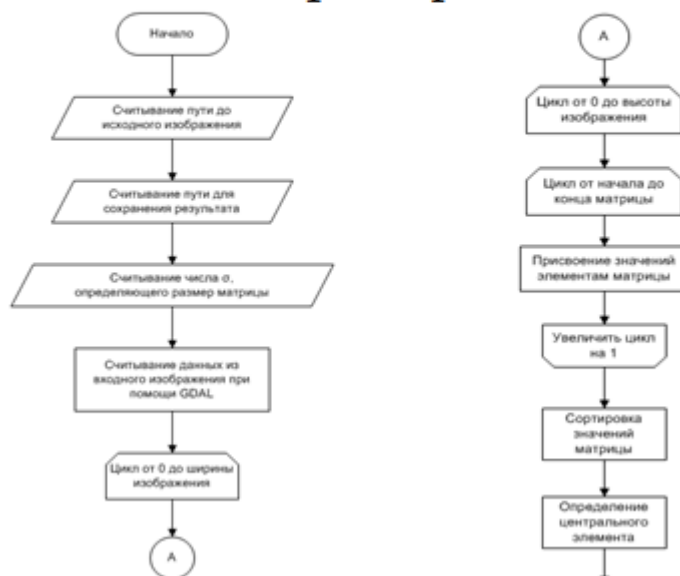 Начало
Считывание пути до
исходного изображения
Считывание пути для
сохранения результата
Считывание числа σ,
определяющего размер матрицы
Считывание данных из
входного изображения при
помощи GDAL
Цикл от 0 до ширины
изображения
А
А
Цикл от 0 до высоты
изображения
Цикл от начала до
конца матрицы
Присвоение значений
элементам матрицы
Увеличить цикл
на 1
Сортировка
значений
матрицы
Определение
центрального
элемента